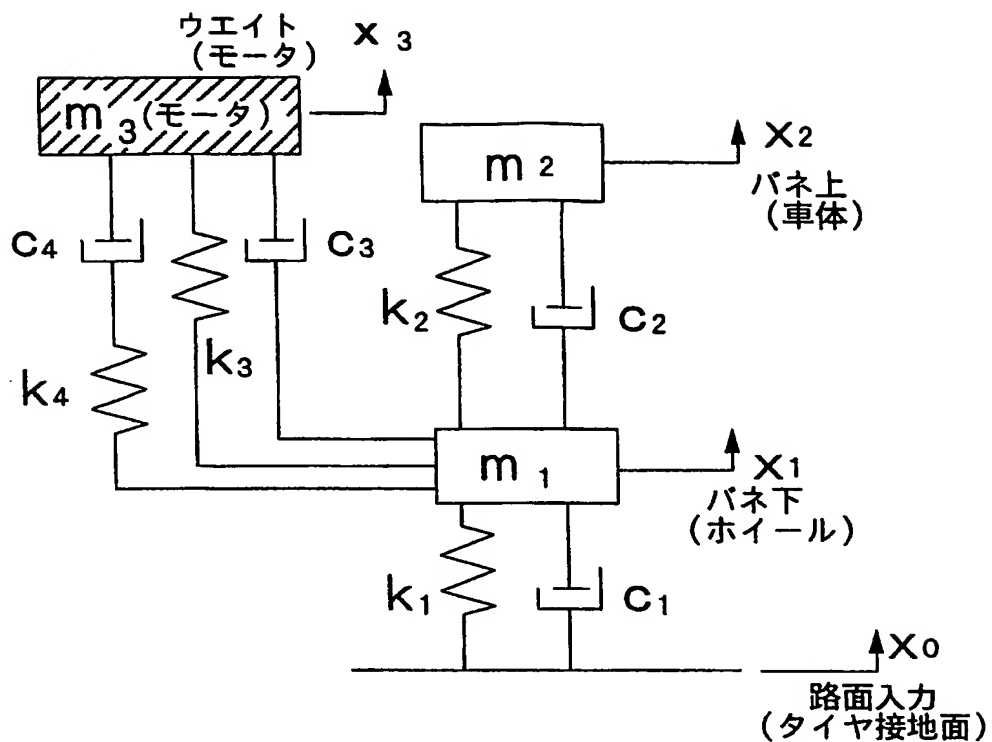 ウエイト
(モータ)
x 3
m 3(モータ)
m 2
x2
バネ上
(車体)
c4
c3
k2
c2
k3
k4
m 1
x1
バネ下
(ホイール)
k1
c1
x0
路面入力
(タイヤ接地面)